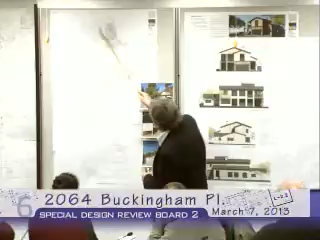 2064 Buckingham Pl.
6 SPECIAL DESIGN REVIEW BOARD 2 March 7, 2013